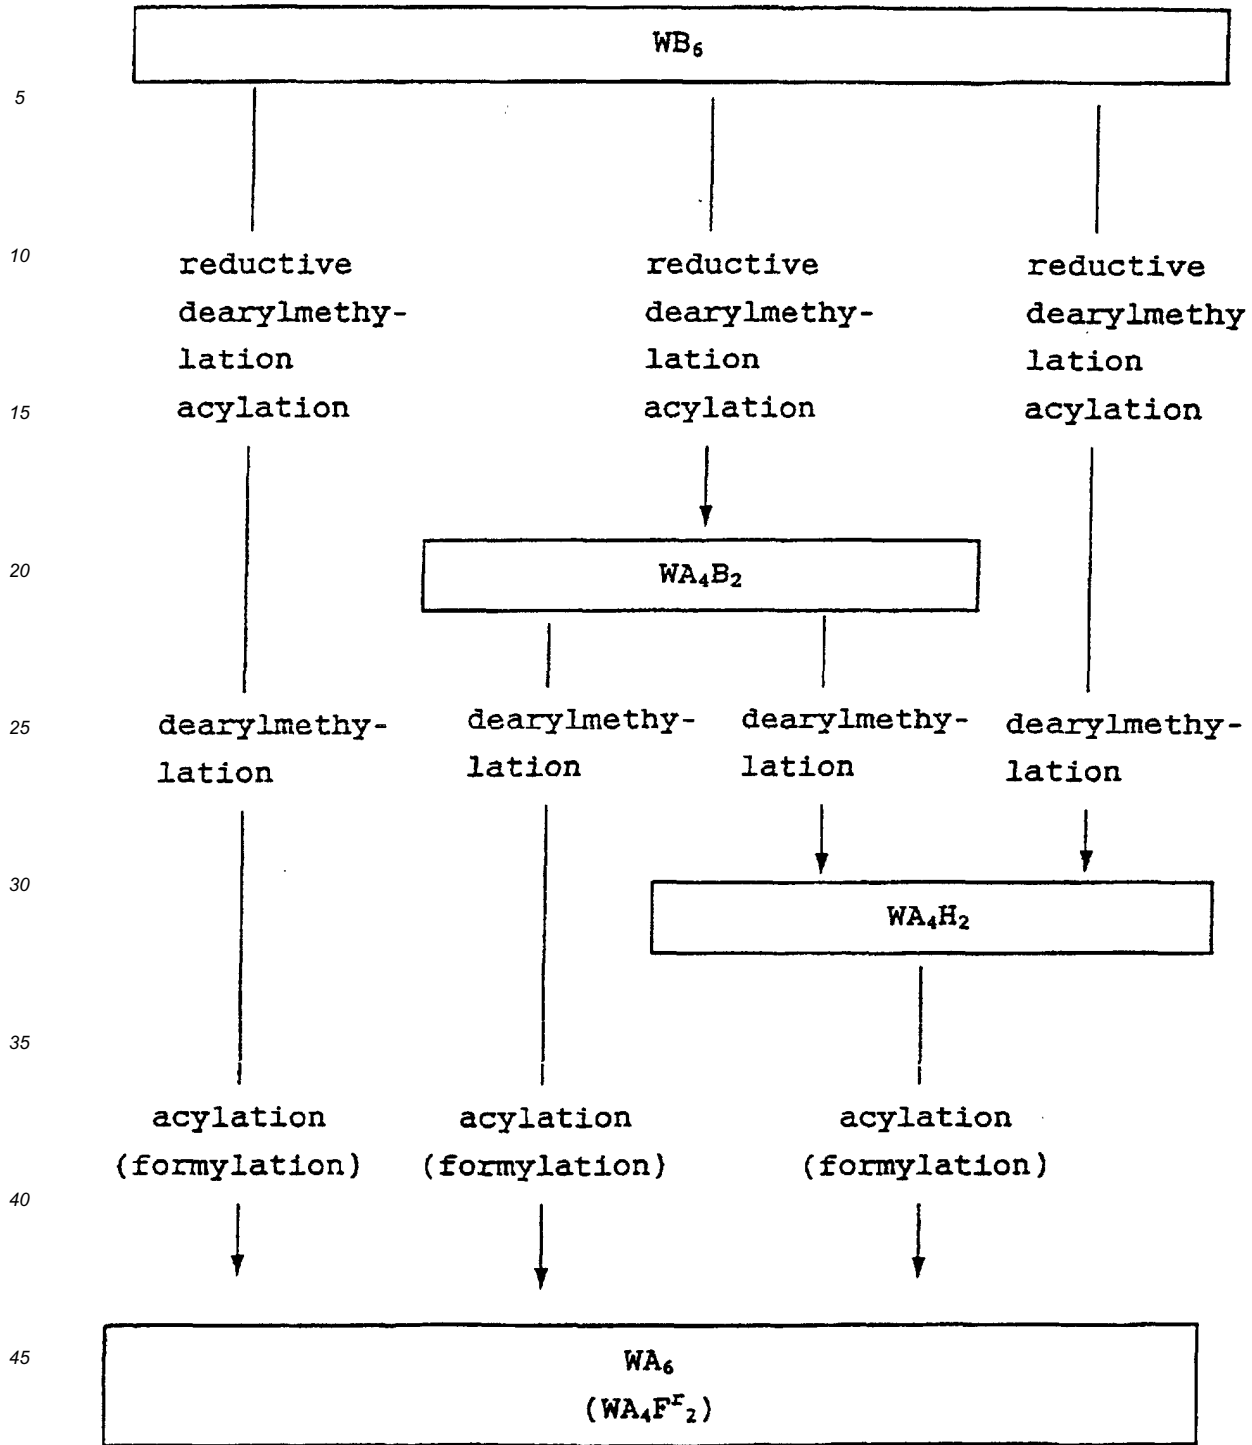 WB₆
5
10
reductive reductive reductive
dearylmethy- dearylmethy- dearylmethy
lation lation lation
15
acylation acylation acylation
20
WA₄B₂
25
dearylmethy- dearylmethy- dearylmethy- dearylmethy-
lation lation lation lation
30
WA₄H₂
35
acylation acylation acylation
(formylation) (formylation) (formylation)
40
45
WA₆
(WA₄Fʳ₂)